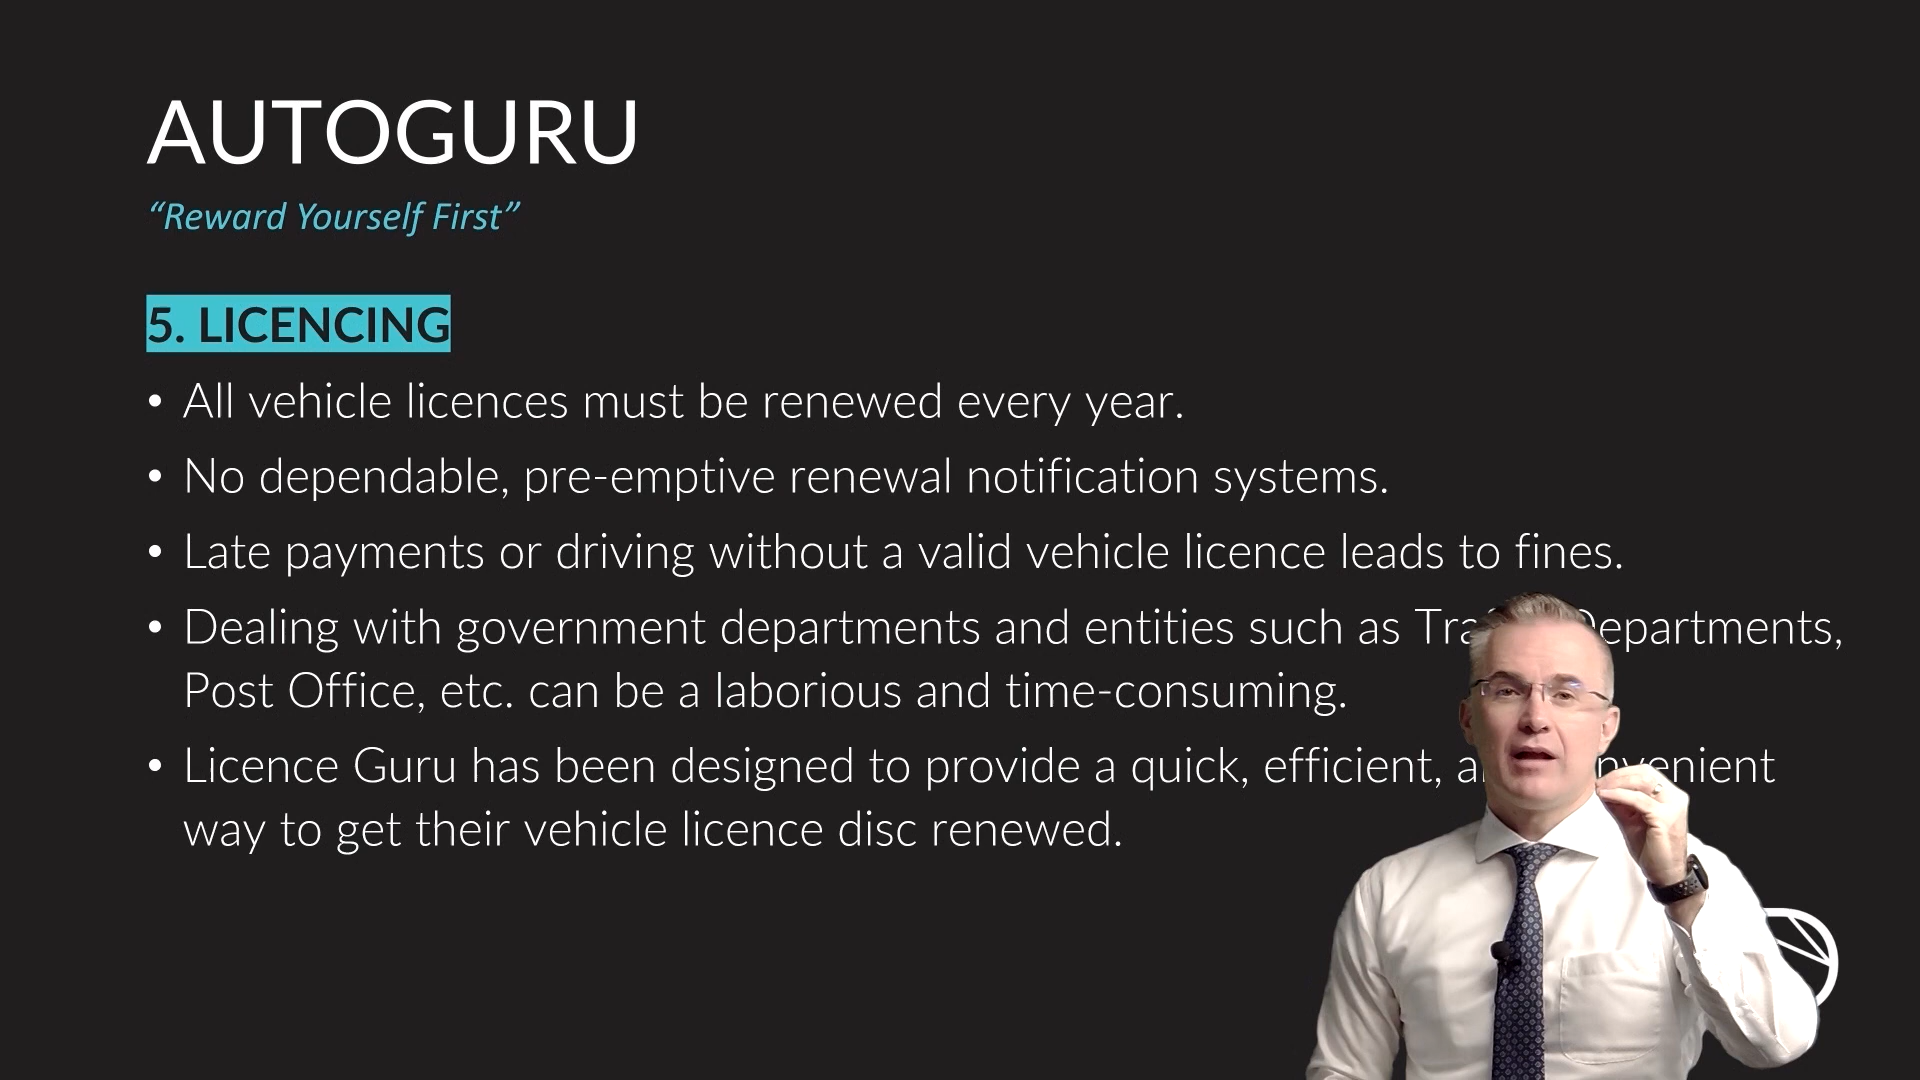 AUTOGURU
“Reward Yourself First”
5. LICENCING
• All vehicle licences must be renewed every year.
• No dependable, pre-emptive renewal notification systems.
• Late payments or driving without a valid vehicle licence leads to fines.
• Dealing with government departments and entities such as Departments,
Post Office, etc. can be a laborious and time-consuming.
• Licence Guru has been designed to provide a quick, efficient,
way to get their vehicle licence disc renewed.